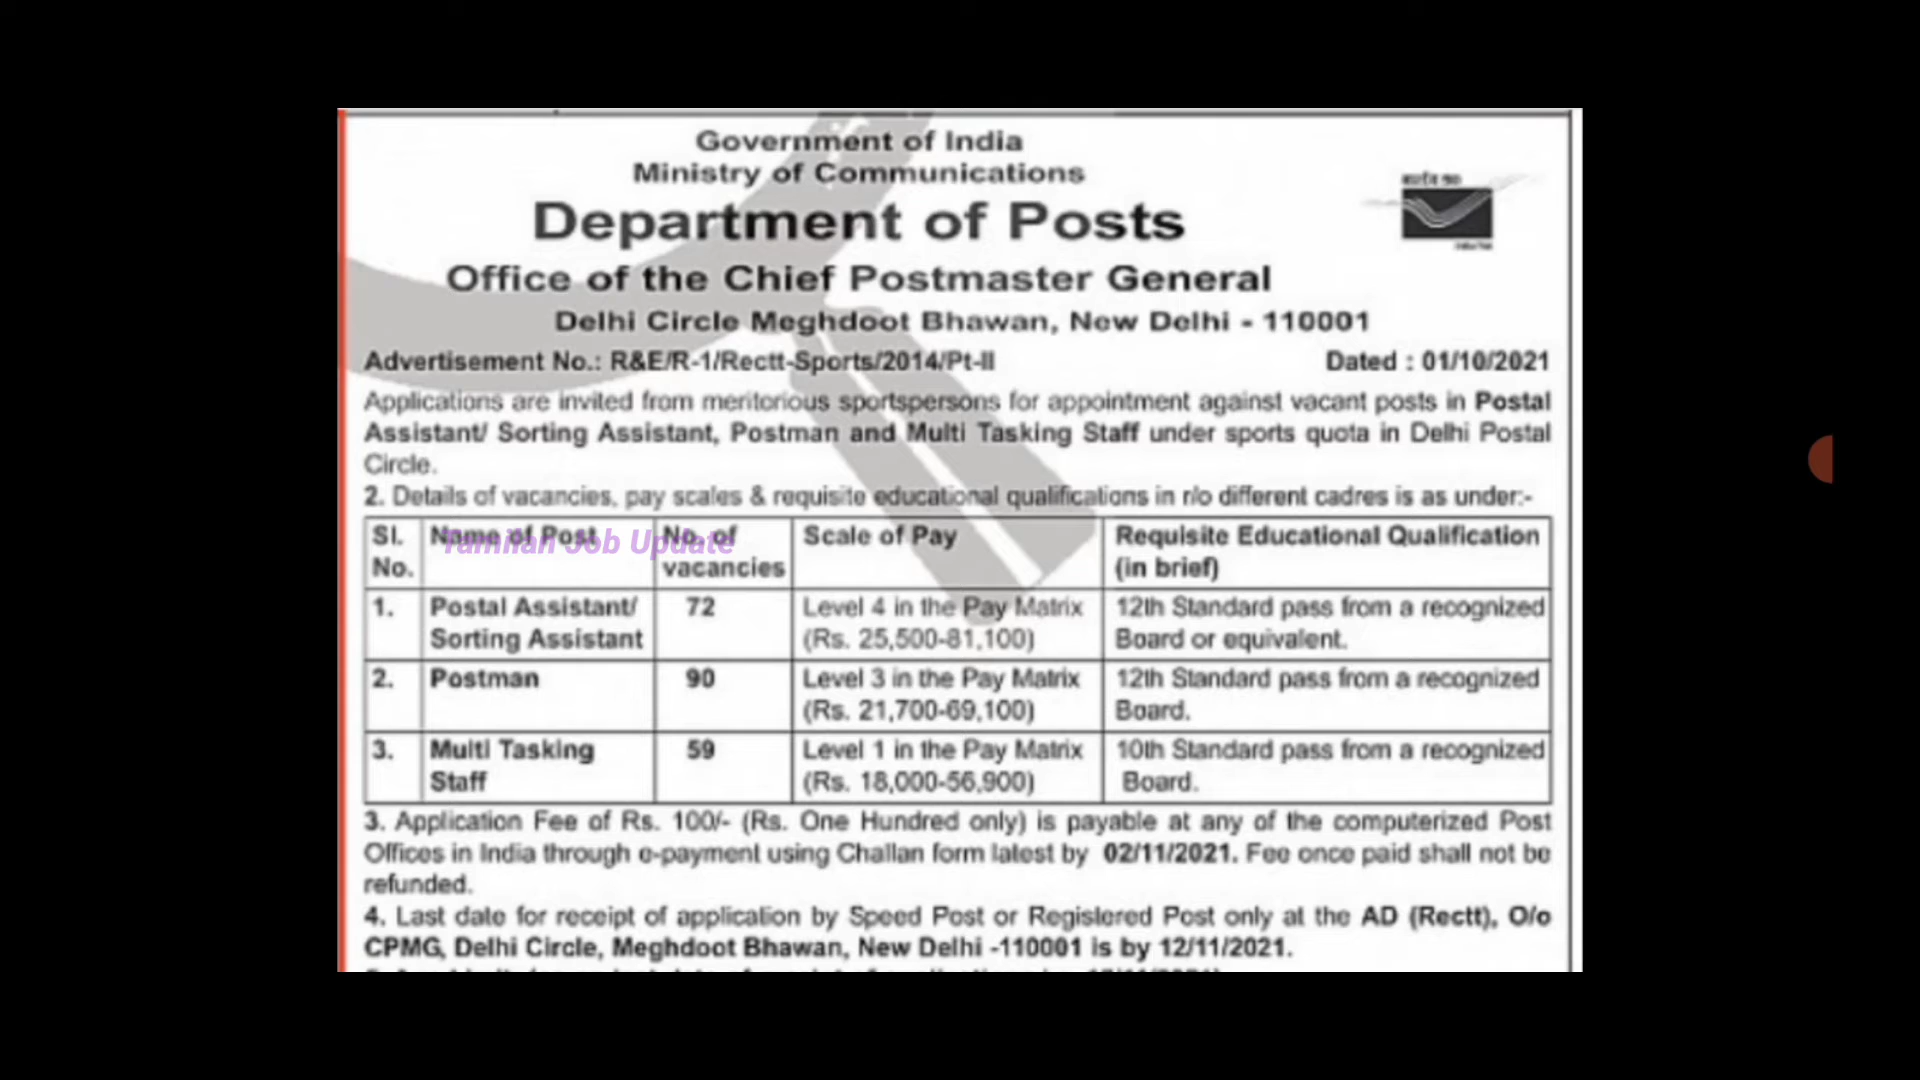 Government of India
Ministry of Communications
Department of Posts
Office of the Chief Postmaster General
Delhi Circle Meghdoot Bhawan, New Delhi - 110001
Advertisement No.: R&E/R-1/Rectt-Sports/2014/Pt-II Dated : 01/10/2021
Applications are invited from meritorious sportspersons for appointment against vacant posts in Postal
Assistant/ Sorting Assistant, Postman and Multi Tasking Staff under sports quota in Delhi Postal
Circle.
2. Details of vacancies, pay scales & requisite educational qualifications in r/o different cadres is as under:-
Sl. Name of Post No. of Scale of Pay Requisite Educational Qualification
Tamilan Job Update
No. vacancies (in brief)
1. Postal Assistant/ 72 Level 4 in the Pay Matrix 12th Standard pass from a recognized
Sorting Assistant (Rs. 25,500-81,100) Board or equivalent.
2. Postman 90 Level 3 in the Pay Matrix 12th Standard pass from a recognized
(Rs. 21,700-69,100) Board.
3. Multi Tasking 59 Level 1 in the Pay Matrix 10th Standard pass from a recognized
Staff (Rs. 18,000-56,900) Board.
3. Application Fee of Rs. 100/- (Rs. One Hundred only) is payable at any of the computerized Post
Offices in India through e-payment using Challan form latest by 02/11/2021. Fee once paid shall not be
refunded.
4. Last date for receipt of application by Speed Post or Registered Post only at the AD (Rectt), O/o
CPMG, Delhi Circle, Meghdoot Bhawan, New Delhi -110001 is by 12/11/2021.